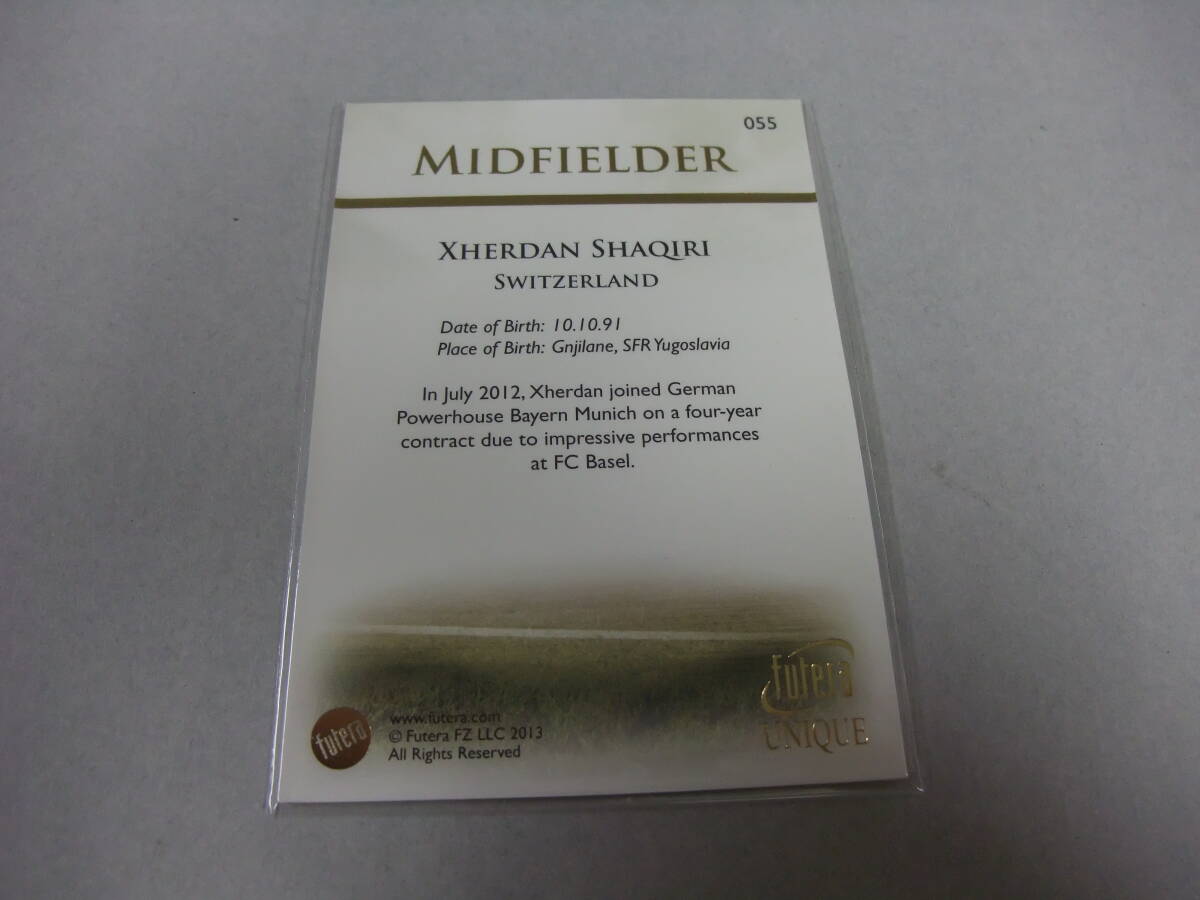 055
MIDFIELDER
XHERDAN SHAQIRI
SWITZERLAND
Date of Birth: 10.10.91
Place of Birth: Gnjilane, SFR Yugoslavia
In July 2012, Xherdan joined German
Powerhouse Bayern Munich on a four-year
contract due to impressive performances
at FC Basel.
futera
UNIQUE
futera
www.futera.com
© Futera FZ LLC 2013
All Rights Reserved